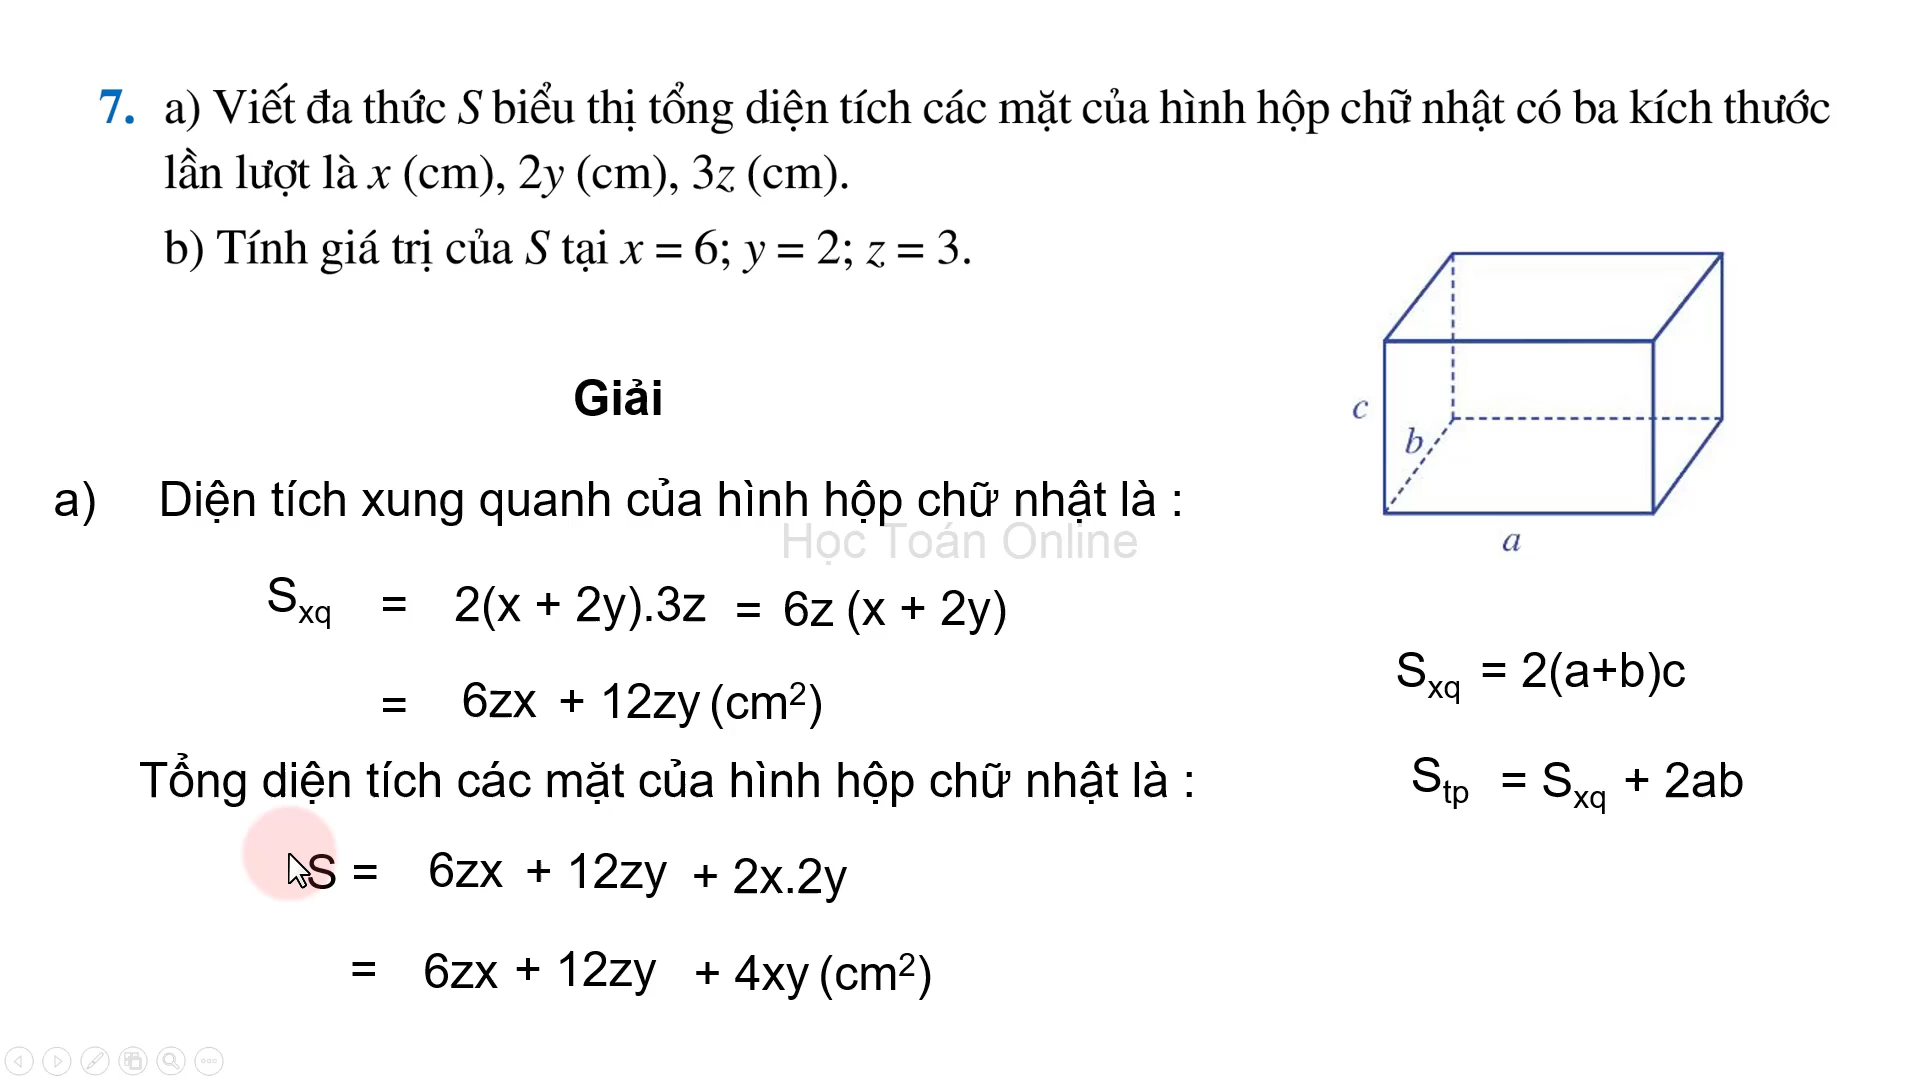 7. a) Viết đa thức S biểu thị tổng diện tích các mặt của hình hộp chữ nhật có ba kích thước
lần lượt là x (cm), 2y (cm), 3z (cm).
b) Tính giá trị của S tại x = 6; y = 2; z = 3.
Giải
c
b
a
a) Diện tích xung quanh của hình hộp chữ nhật là :
Học Toán Online
Sxq = 2(x + 2y).3z = 6z (x + 2y)
= 6zx + 12zy (cm²)
Sxq = 2(a+b)c
Tổng diện tích các mặt của hình hộp chữ nhật là :
Stp = Sxq + 2ab
S = 6zx + 12zy + 2x.2y
= 6zx + 12zy + 4xy (cm²)